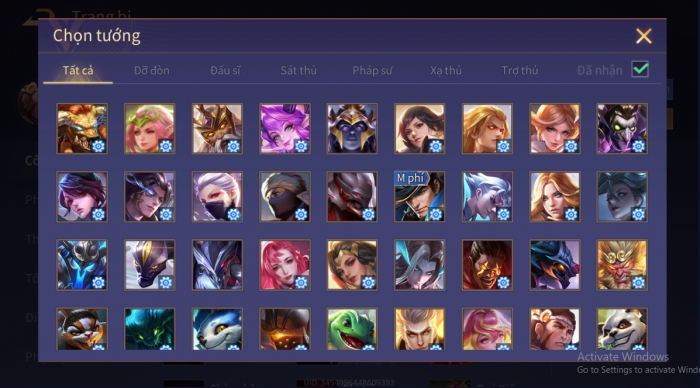 Trang bị
Chọn tướng
Tất cả
Đỡ đòn
Đấu sĩ
Sát thủ
Pháp sư
Xạ thủ
Trợ thủ
Đã nhận
M phí
Activate Windows
Go to Settings to activate Wind